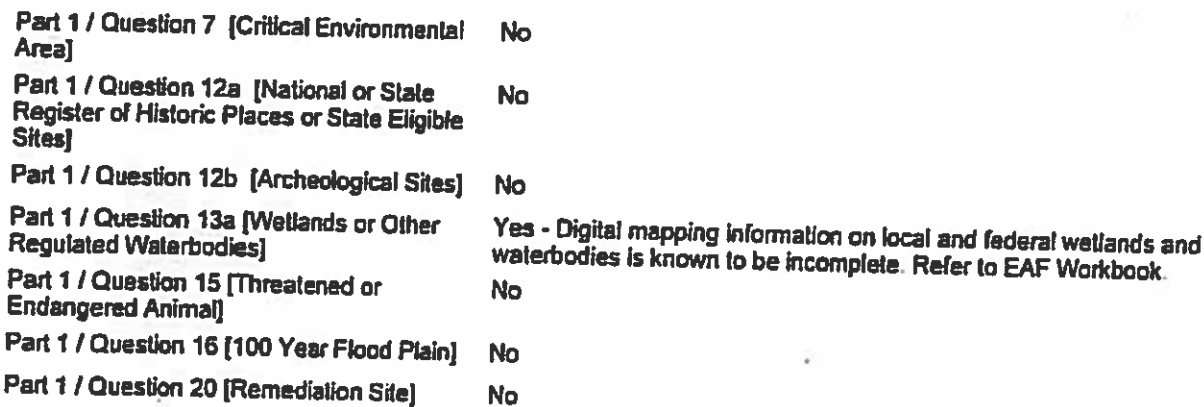 Part 1 / Question 7 [Critical Environmental Area] No
Part 1 / Question 12a [National or State Register of Historic Places or State Eligible Sites] No
Part 1 / Question 12b [Archeological Sites] No
Part 1 / Question 13a [Wetlands or Other Regulated Waterbodies] Yes - Digital mapping information on local and federal wetlands and waterbodies is known to be incomplete. Refer to EAF Workbook.
Part 1 / Question 15 [Threatened or Endangered Animal] No
Part 1 / Question 16 [100 Year Flood Plain] No
Part 1 / Question 20 [Remediation Site] No